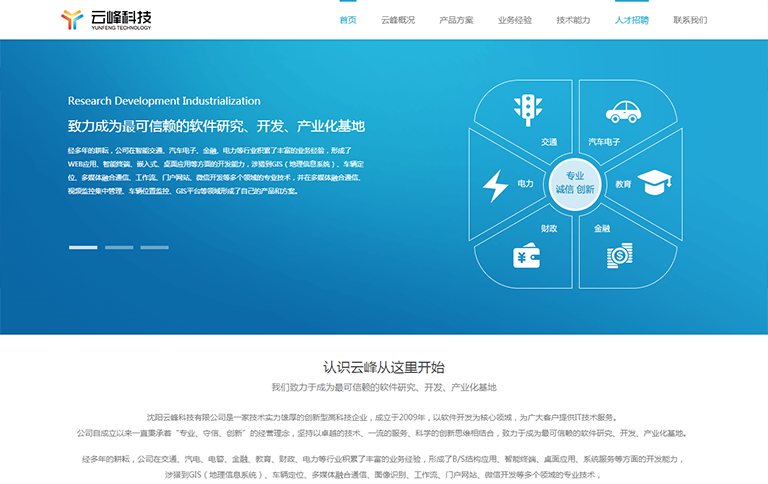 云峰科技
YUNFENG TECHNOLOGY
首页 云峰概况 产品方案 业务经验 技术能力 人才招聘 联系我们
Research Development Industrialization
致力成为最可信赖的软件研究、开发、产业化基地
经多年的耕耘，公司在智能交通、汽车电子、金融、电力等行业积累了丰富的业务经验，形成了
WEB应用、智能终端、嵌入式、桌面应用等方面的开发能力，涉猎到GIS（地理信息系统）、车辆定
位、多媒体融合通信、工作流、门户网站、微信开发等多个领域的专业技术，并在多媒体融合通信、
视频监控集中管理、车辆位置监控、GIS平台等领域形成了自己的产品和方案。
交通 汽车电子
电力 专业 教育
诚信 创新
财政 金融
认识云峰从这里开始
我们致力于成为最可信赖的软件研究、开发、产业化基地
沈阳云峰科技有限公司是一家技术实力雄厚的创新型高科技企业，成立于2009年，以软件开发为核心领域，为广大客户提供IT技术服务。
公司自成立以来一直秉承着“专业、守信、创新”的经营理念，坚持以卓越的技术、一流的服务、科学的创新思维相结合，致力于成为最可信赖的软件研究、开发、产业化基地。
经多年的耕耘，公司在交通、汽电、电窗、金融、教育、财政、电力等行业积累了丰富的业务经验，形成了B/S结构应用、智能终端、桌面应用、系统服务等方面的开发能力，
涉猎到GIS（地理信息系统）、车辆定位、多媒体融合通信、图像识别、工作流、门户网站、微信开发等多个领域的专业技术，